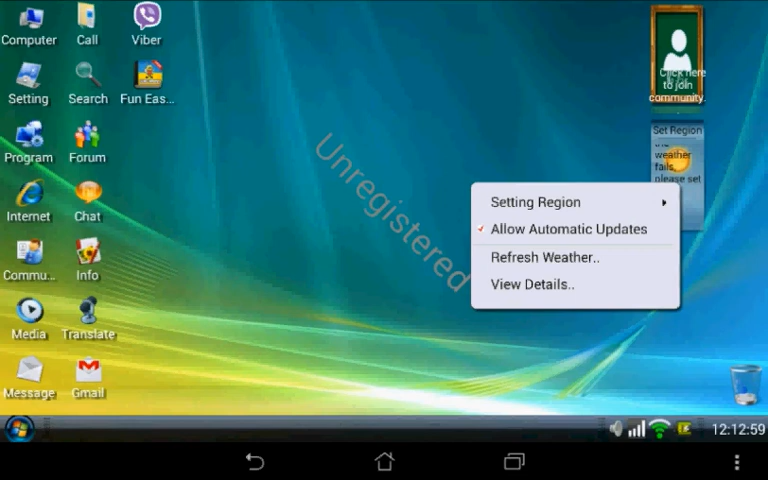 Computer
Call
Viber
Setting
Search
Fun Eas...
Program
Forum
Internet
Chat
Commu...
Info
Media
Translate
Message
Gmail
Unregistered
Click here
to join
community.
Set Region
weather
fails,
please set
Setting Region
Allow Automatic Updates
Refresh Weather..
View Details..
12:12:59